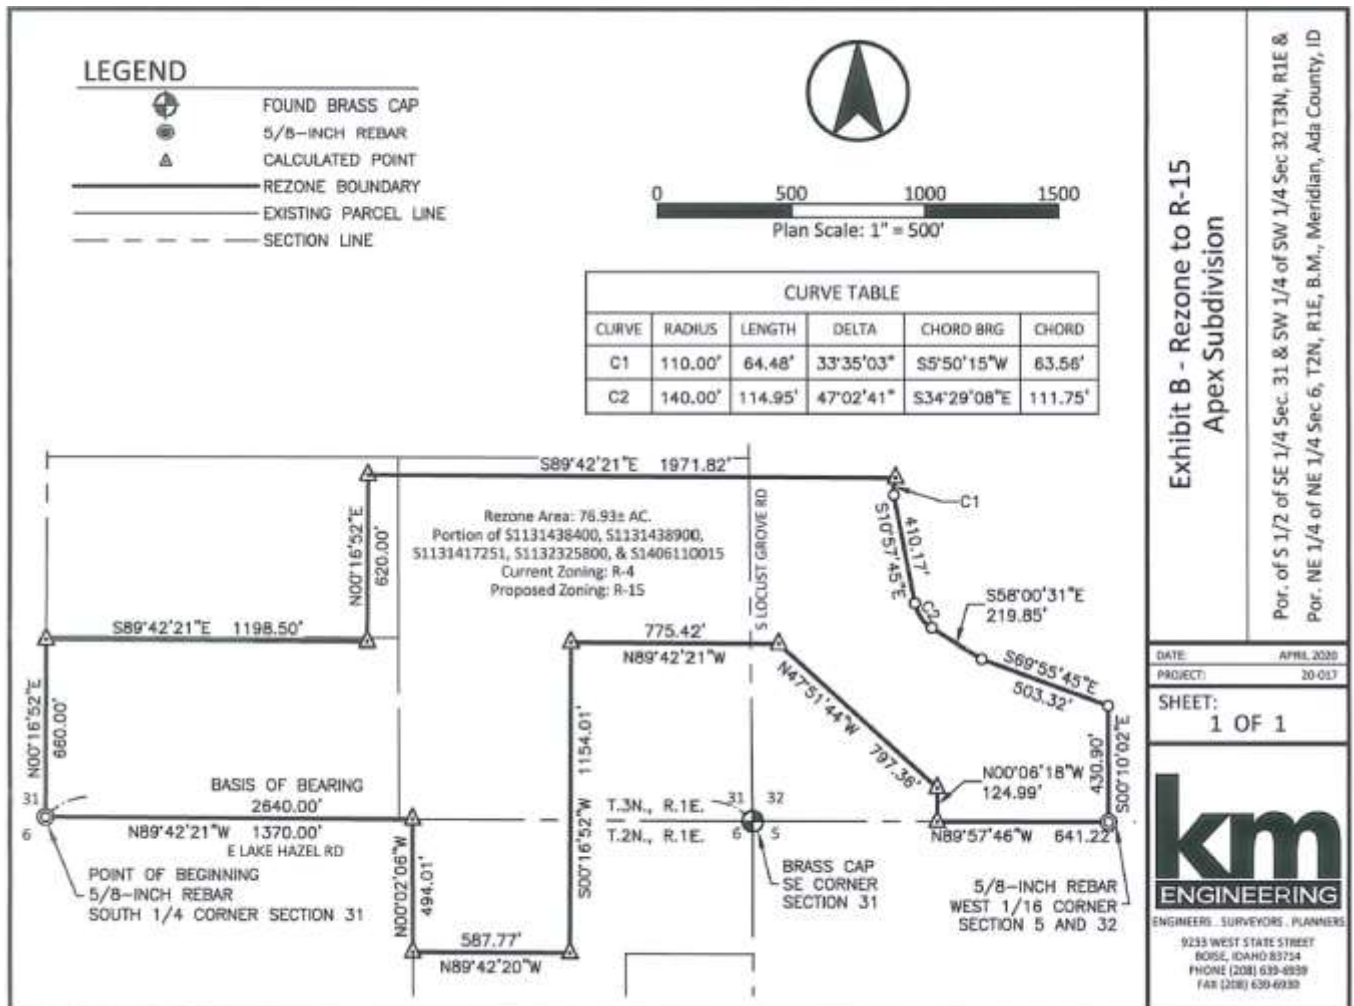 LEGEND
FOUND BRASS CAP
5/8-INCH REBAR
CALCULATED POINT
REZONE BOUNDARY
EXISTING PARCEL LINE
SECTION LINE
0 500 1000 1500
Plan Scale: 1" = 500'
CURVE TABLE
CURVE RADIUS LENGTH DELTA CHORD BRG CHORD
C1 110.00' 64.48' 33°35'03" S5°50'15"W 63.56'
C2 140.00' 114.95' 47°02'41" S34°29'08"E 111.75'
S89°42'21"E 1971.82'
C1
N00°16'52"E
620.00'
Rezone Area: 76.93± AC.
Portion of S1131438400, S1131438900,
S1131417251, S1132325800, & S1406110015
Current Zoning: R-4
Proposed Zoning: R-15
S LOCUST GROVE RD
410.17'
S10°57'45"E
C2
S58°00'31"E
219.85'
S69°55'45"E
503.32'
S89°42'21"E 1198.50'
775.42'
N89°42'21"W
N47°51'44"W
797.36'
N00°16'52"E
660.00'
S00°16'52"W 1154.01'
N00°06'18"W
124.99'
430.90'
S00°10'02"E
BASIS OF BEARING
2640.00'
N89°42'21"W 1370.00'
E LAKE HAZEL RD
31
6
T.3N., R.1E.
T.2N., R.1E.
31 32
6 5
N89°57'46"W 641.22'
POINT OF BEGINNING
5/8-INCH REBAR
SOUTH 1/4 CORNER SECTION 31
N00°02'06"W
494.01'
587.77'
N89°42'20"W
BRASS CAP
SE CORNER
SECTION 31
5/8-INCH REBAR
WEST 1/16 CORNER
SECTION 5 AND 32
Exhibit B - Rezone to R-15
Apex Subdivision
Por. of S 1/2 of SE 1/4 Sec. 31 & SW 1/4 of SW 1/4 Sec 32 T3N, R1E &
Por. NE 1/4 of NE 1/4 Sec 6, T2N, R1E, B.M., Meridian, Ada County, ID
DATE: APRIL 2020
PROJECT: 20-017
SHEET:
1 OF 1
km
ENGINEERING
ENGINEERS . SURVEYORS . PLANNERS
9233 WEST STATE STREET
BOISE, IDAHO 83714
PHONE (208) 639-6939
FAX (208) 639-6930